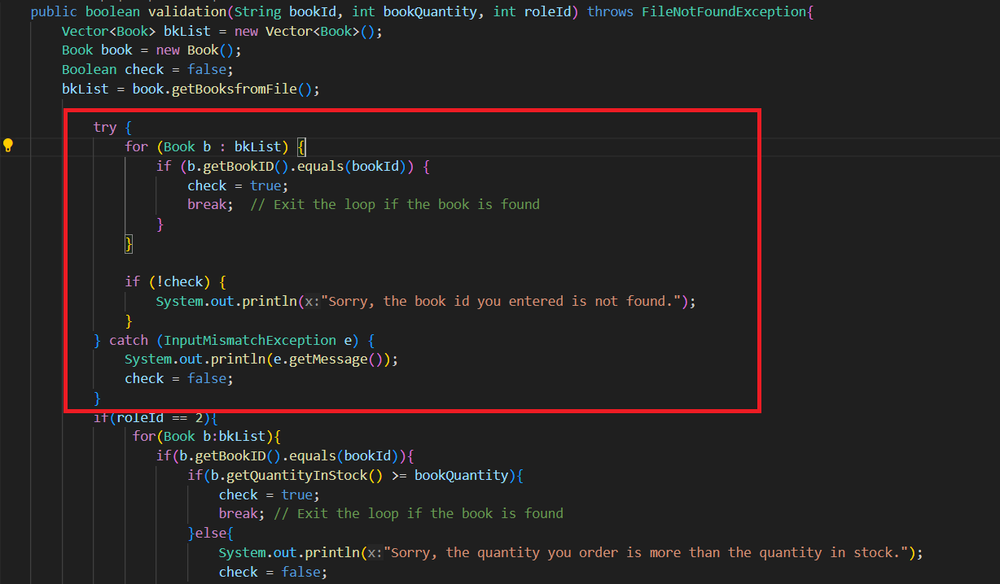 public boolean validation(String bookId, int bookQuantity, int roleId) throws FileNotFoundException{
Vector<Book> bkList = new Vector<Book>();
Book book = new Book();
Boolean check = false;
bkList = book.getBooksfromFile();
try {
for (Book b : bkList) {
if (b.getBookID().equals(bookId)) {
check = true;
break;  // Exit the loop if the book is found
}
}
if (!check) {
System.out.println(x:"Sorry, the book id you entered is not found.");
}
} catch (InputMismatchException e) {
System.out.println(e.getMessage());
check = false;
}
if(roleId == 2){
for(Book b:bkList){
if(b.getBookID().equals(bookId)){
if(b.getQuantityInStock() >= bookQuantity){
check = true;
break; // Exit the loop if the book is found
}else{
System.out.println(x:"Sorry, the quantity you order is more than the quantity in stock.");
check = false;